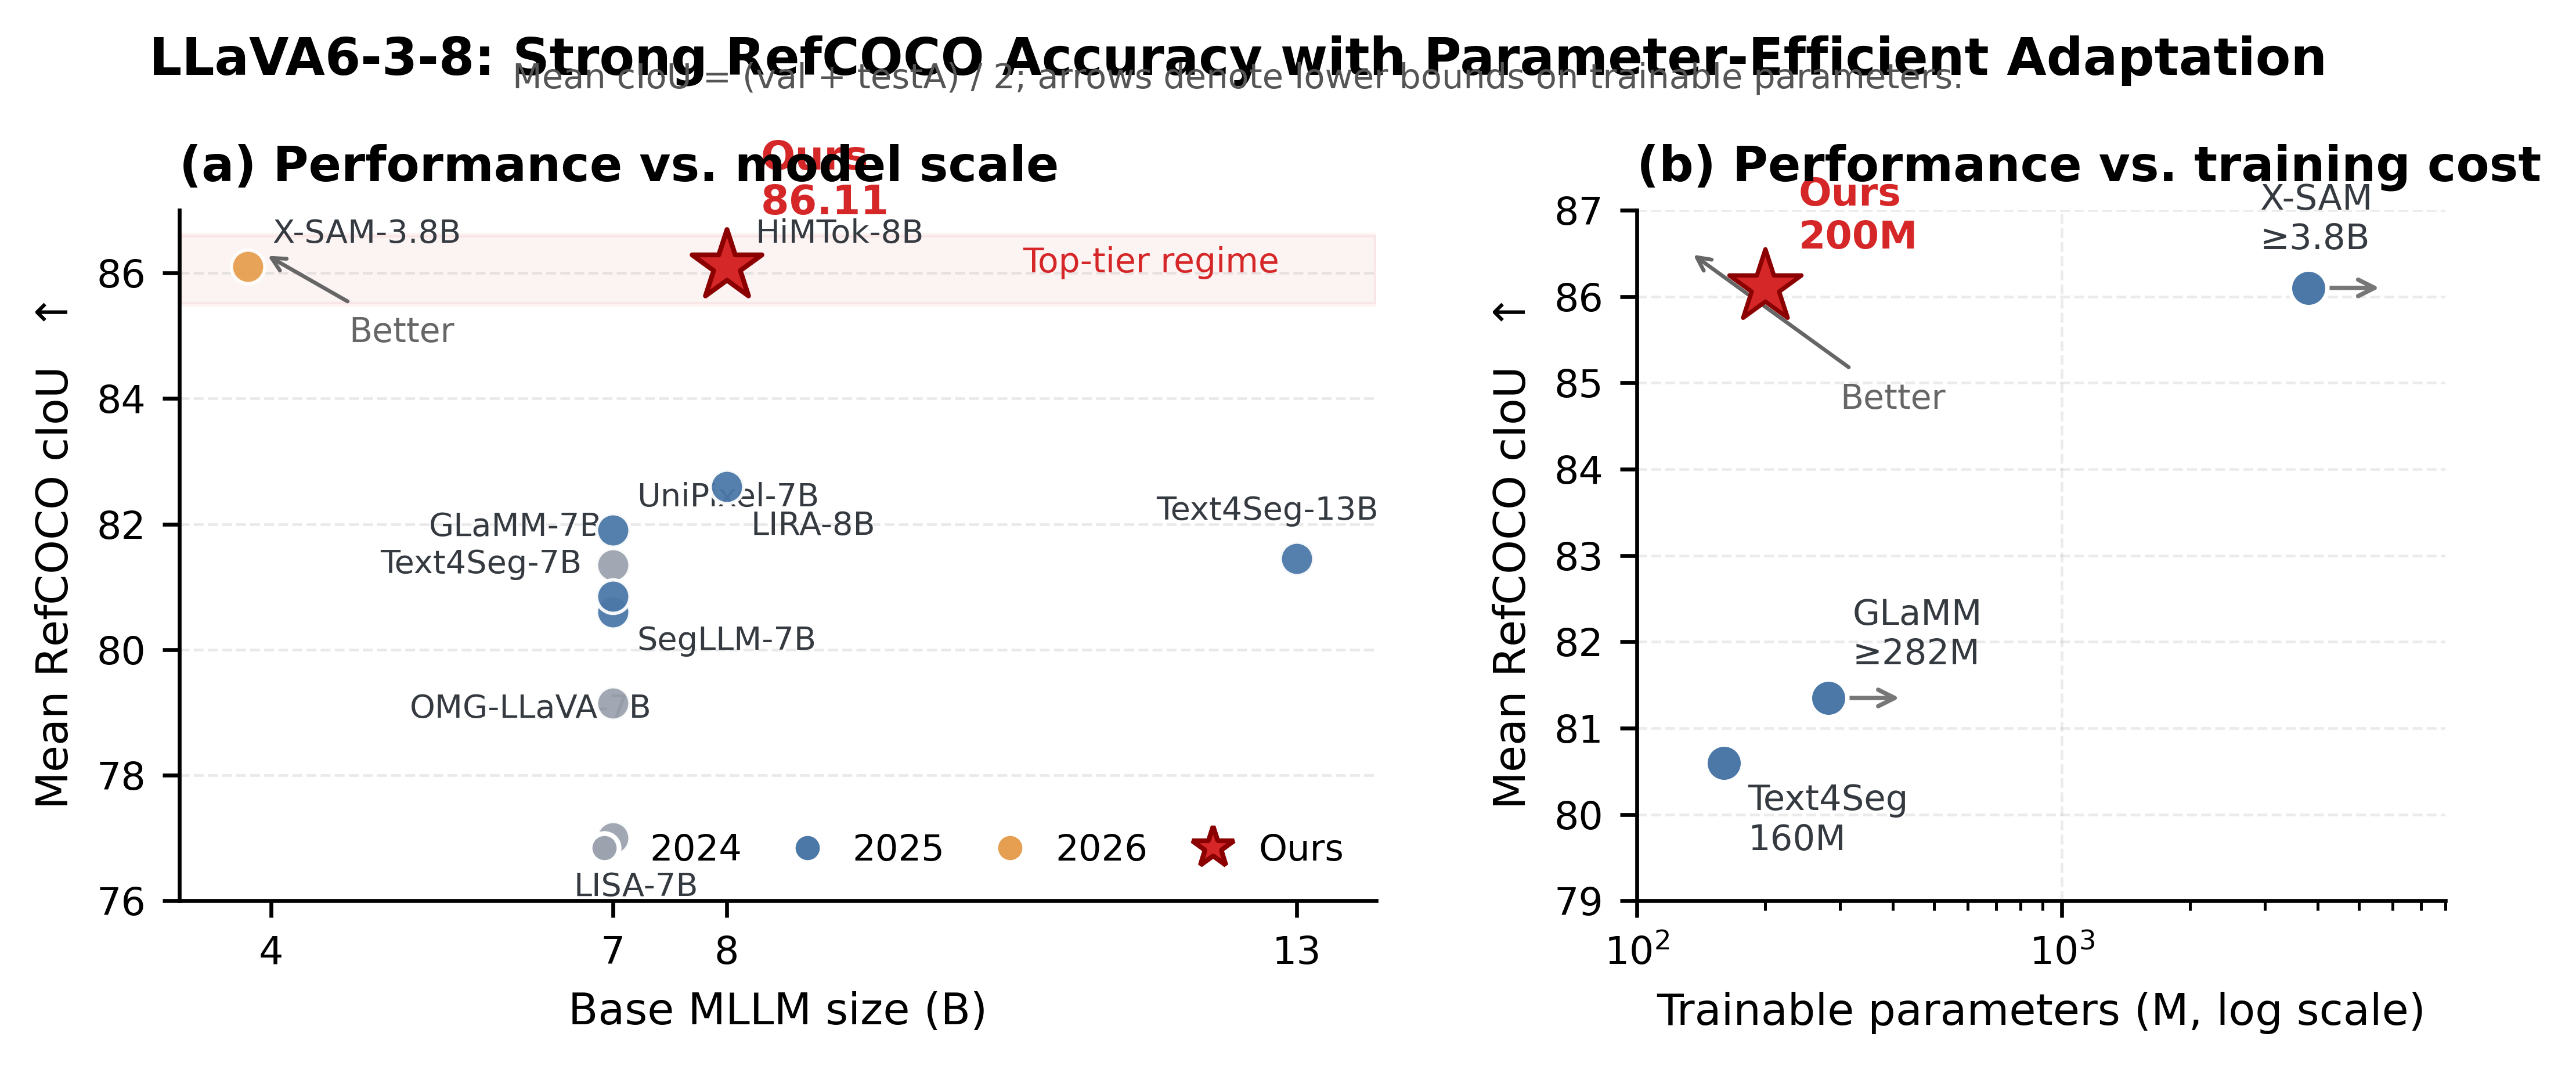 LLaVA6-3-8: Strong RefCOCO Accuracy with Parameter-Efficient Adaptation
Mean cIoU = (val + testA) / 2; arrows denote lower bounds on trainable parameters.
(a) Performance vs. model scale
Ours
86.11
X-SAM-3.8B
HiMTok-8B
Top-tier regime
Better
UniPixel-7B
GLaMM-7B
LIRA-8B
Text4Seg-13B
Text4Seg-7B
SegLLM-7B
OMG-LLaVA-7B
LISA-7B
2024
2025
2026
Ours
86
84
82
80
78
76
4
7
8
13
Mean RefCOCO cIoU ↑
Base MLLM size (B)
(b) Performance vs. training cost
Ours
200M
X-SAM
≥3.8B
Better
GLaMM
≥282M
Text4Seg
160M
87
86
85
84
83
82
81
80
79
10²
10³
Mean RefCOCO cIoU ↑
Trainable parameters (M, log scale)